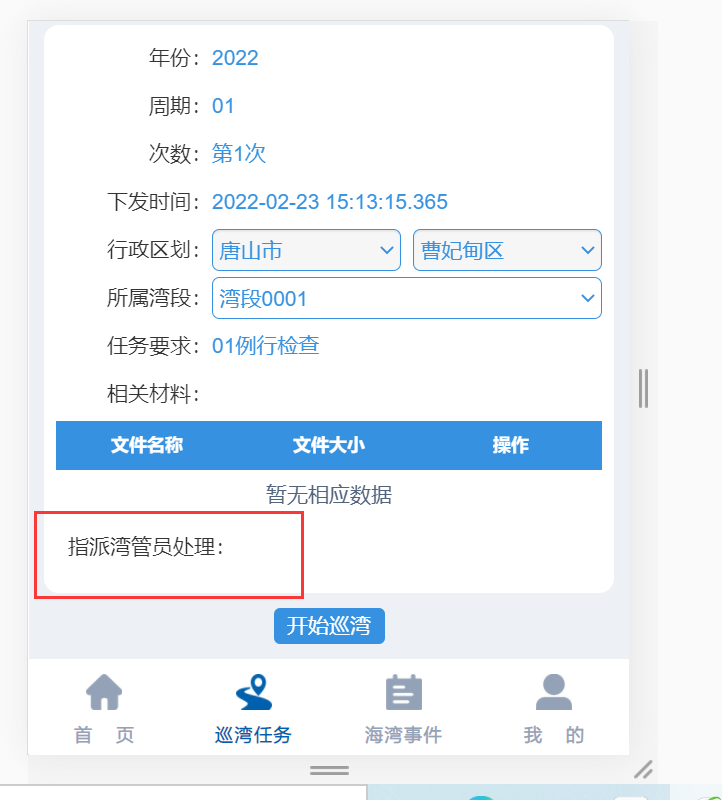 年份：2022
周期：01
次数：第1次
下发时间：2022-02-23 15:13:15.365
行政区划：唐山市 曹妃甸区
所属湾段：湾段0001
任务要求：01例行检查
相关材料：
文件名称 文件大小 操作
暂无相应数据
指派湾管员处理：
开始巡湾
首 页 巡湾任务 海湾事件 我 的